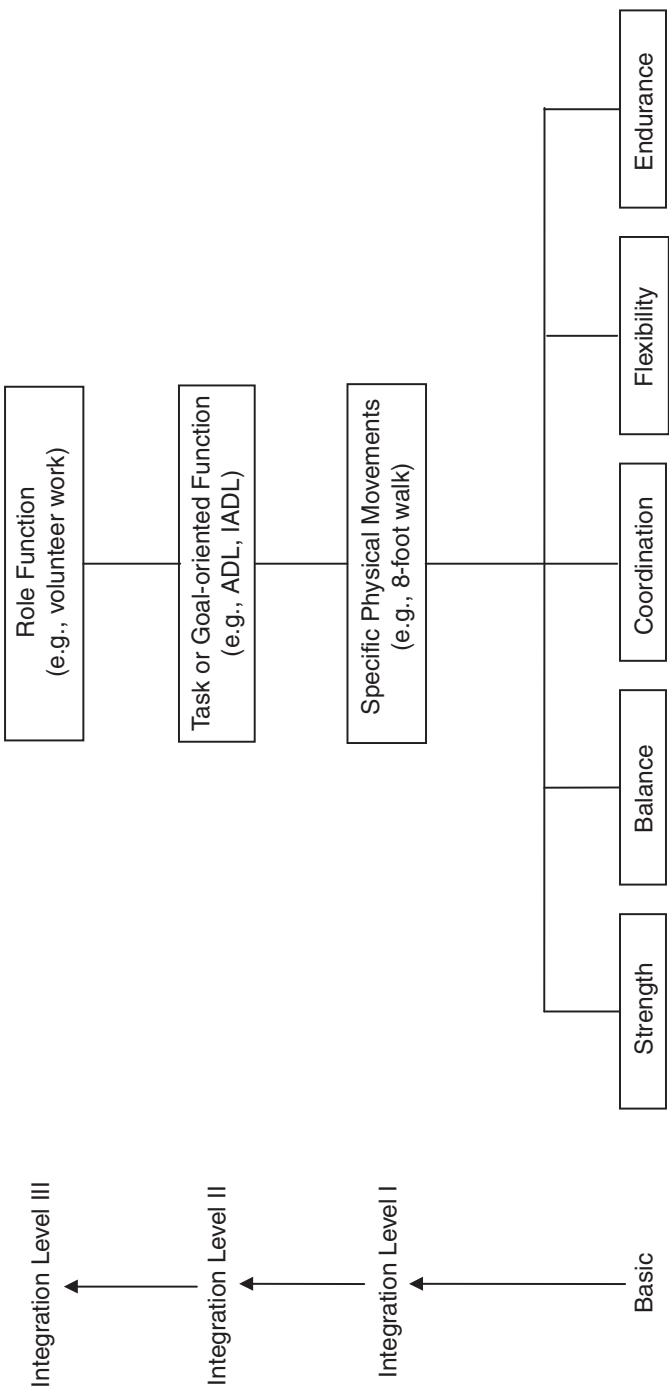 Integration Level III
Role Function
(e.g., volunteer work)
Integration Level II
Task or Goal-oriented Function
(e.g., ADL, IADL)
Integration Level I
Specific Physical Movements
(e.g., 8-foot walk)
Basic
Strength
Balance
Coordination
Flexibility
Endurance